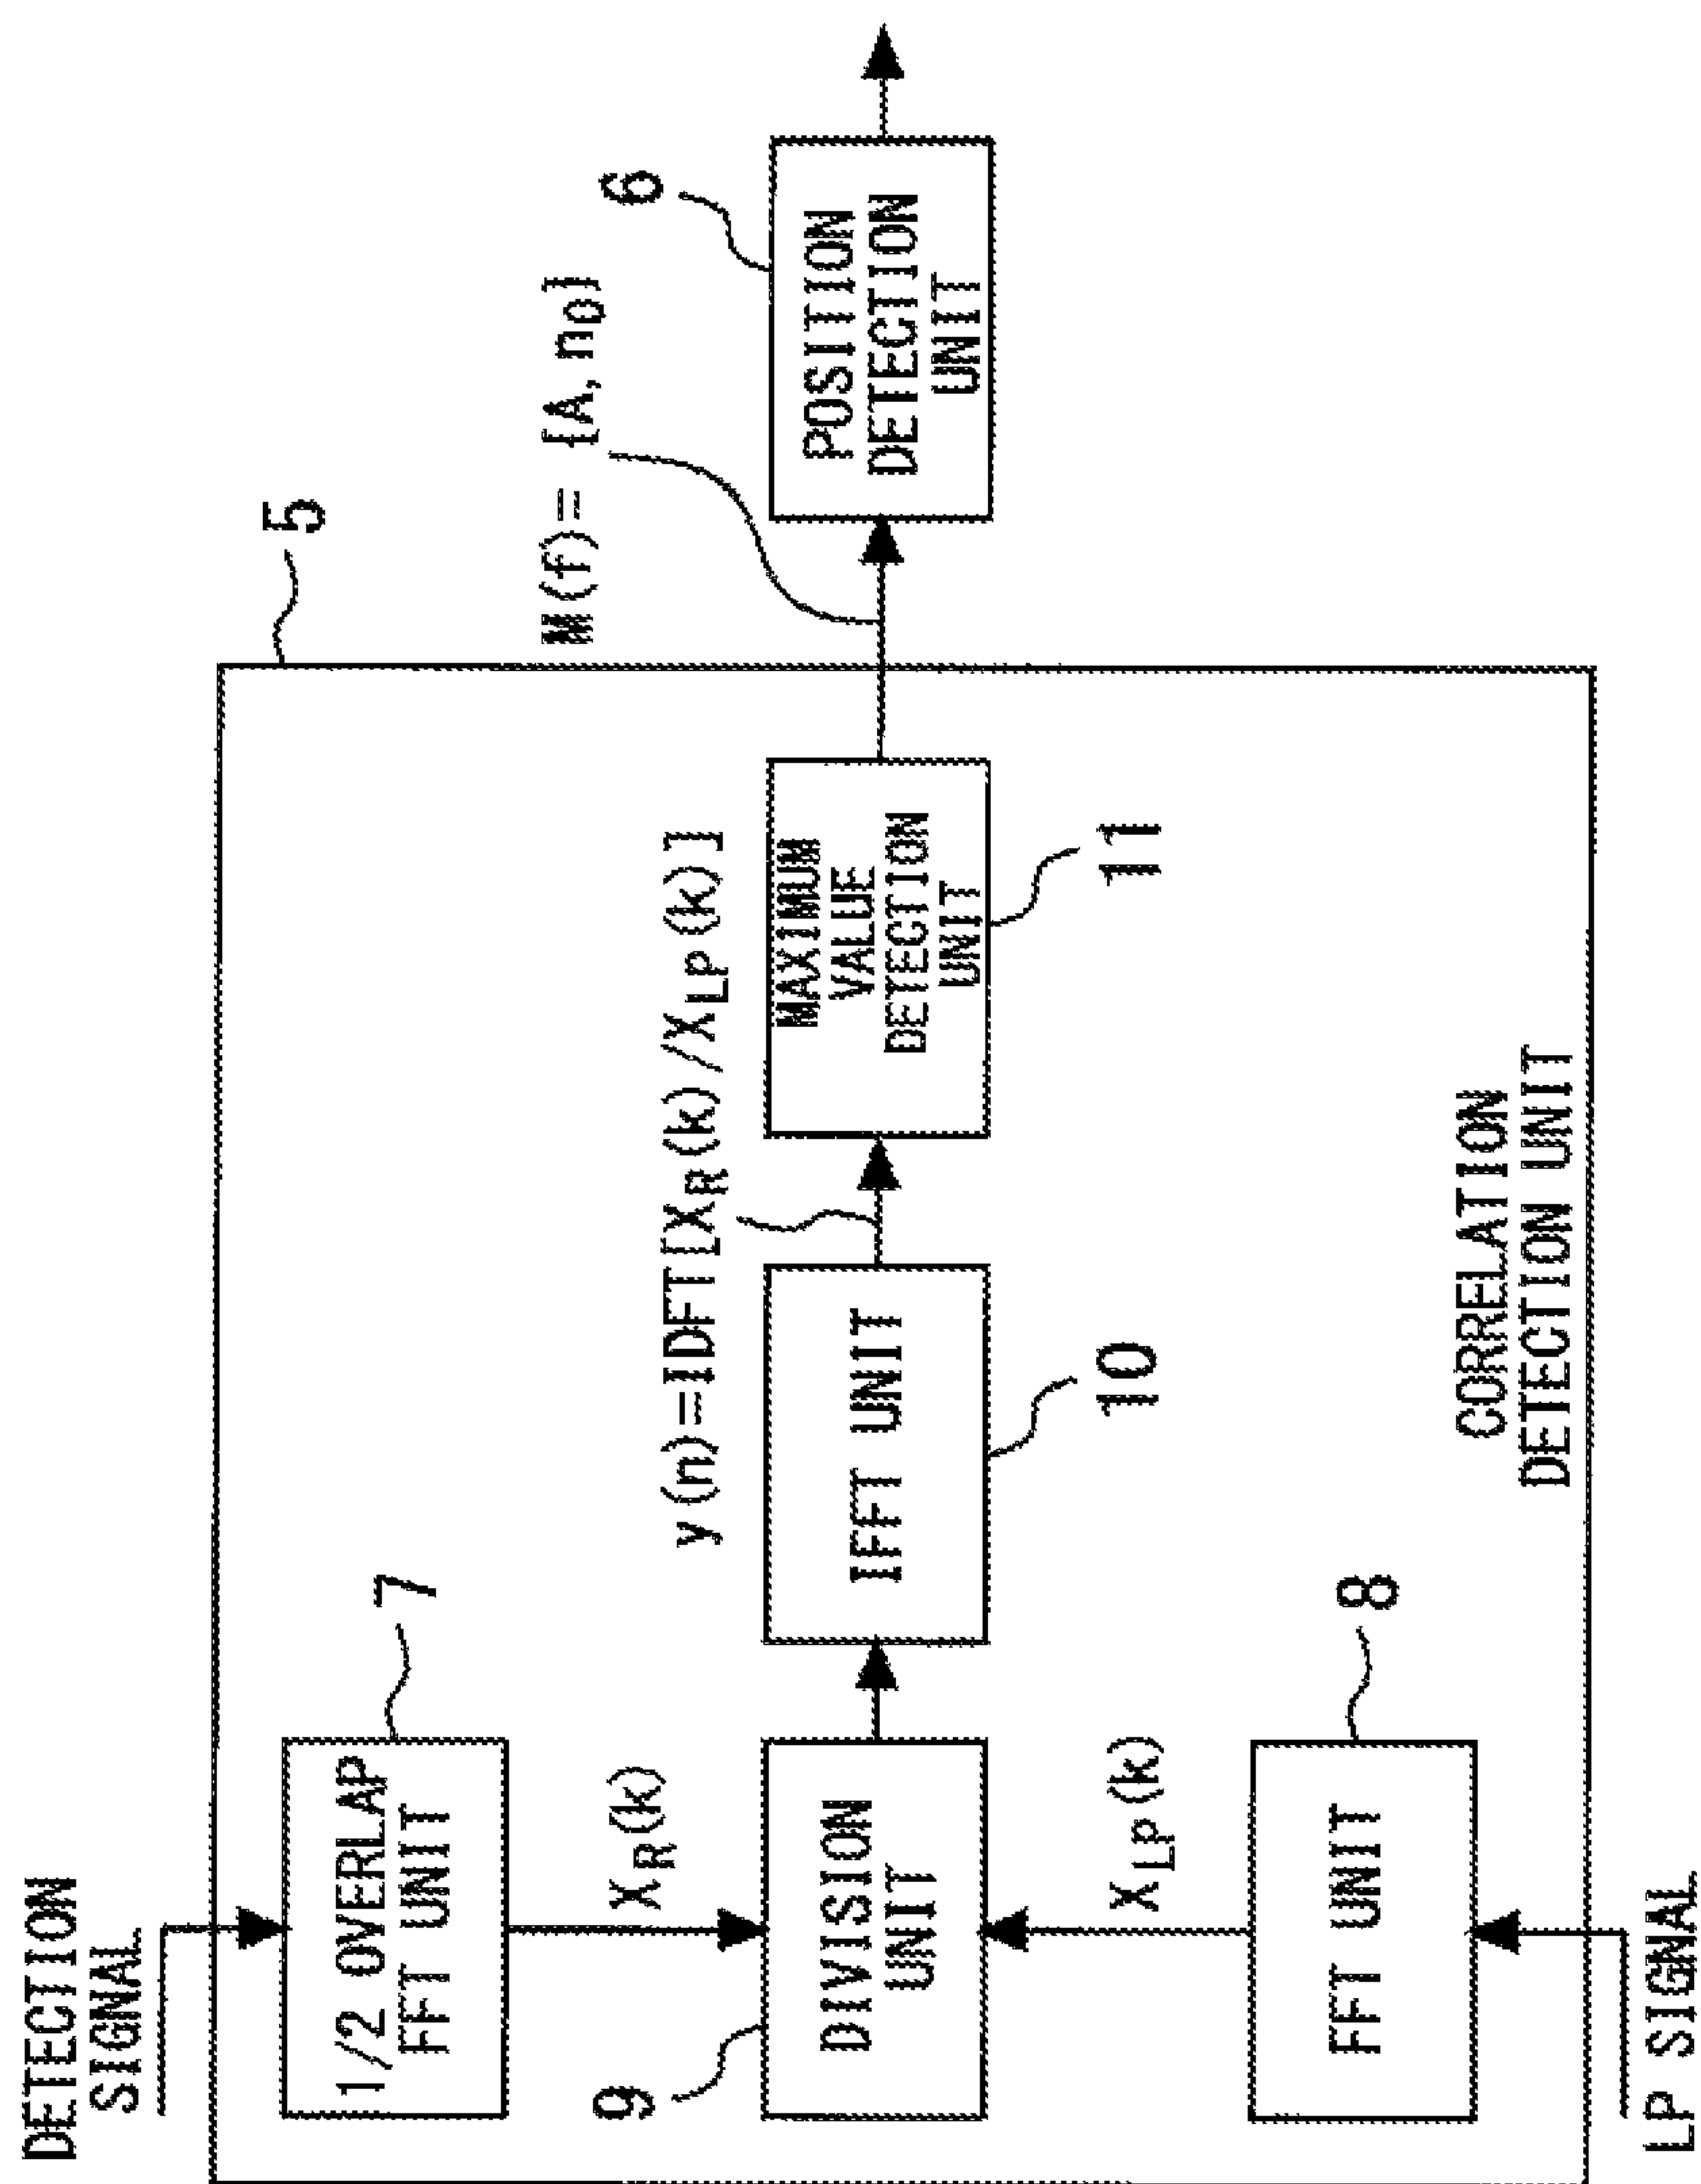 DETECTION
SIGNAL
1/2 OVERLAP
FFT UNIT
7
X_R(k)
9
DIVISION
UNIT
X_LP(k)
FFT UNIT
8
LP SIGNAL
IFFT UNIT
10
y(n)=IDFT[X_R(k)/X_LP(k)]
MAXIMUM
VALUE
DETECTION
UNIT
11
CORRELATION
DETECTION UNIT
5
M(f)= [A, n₀]
POSITION
DETECTION
UNIT
6